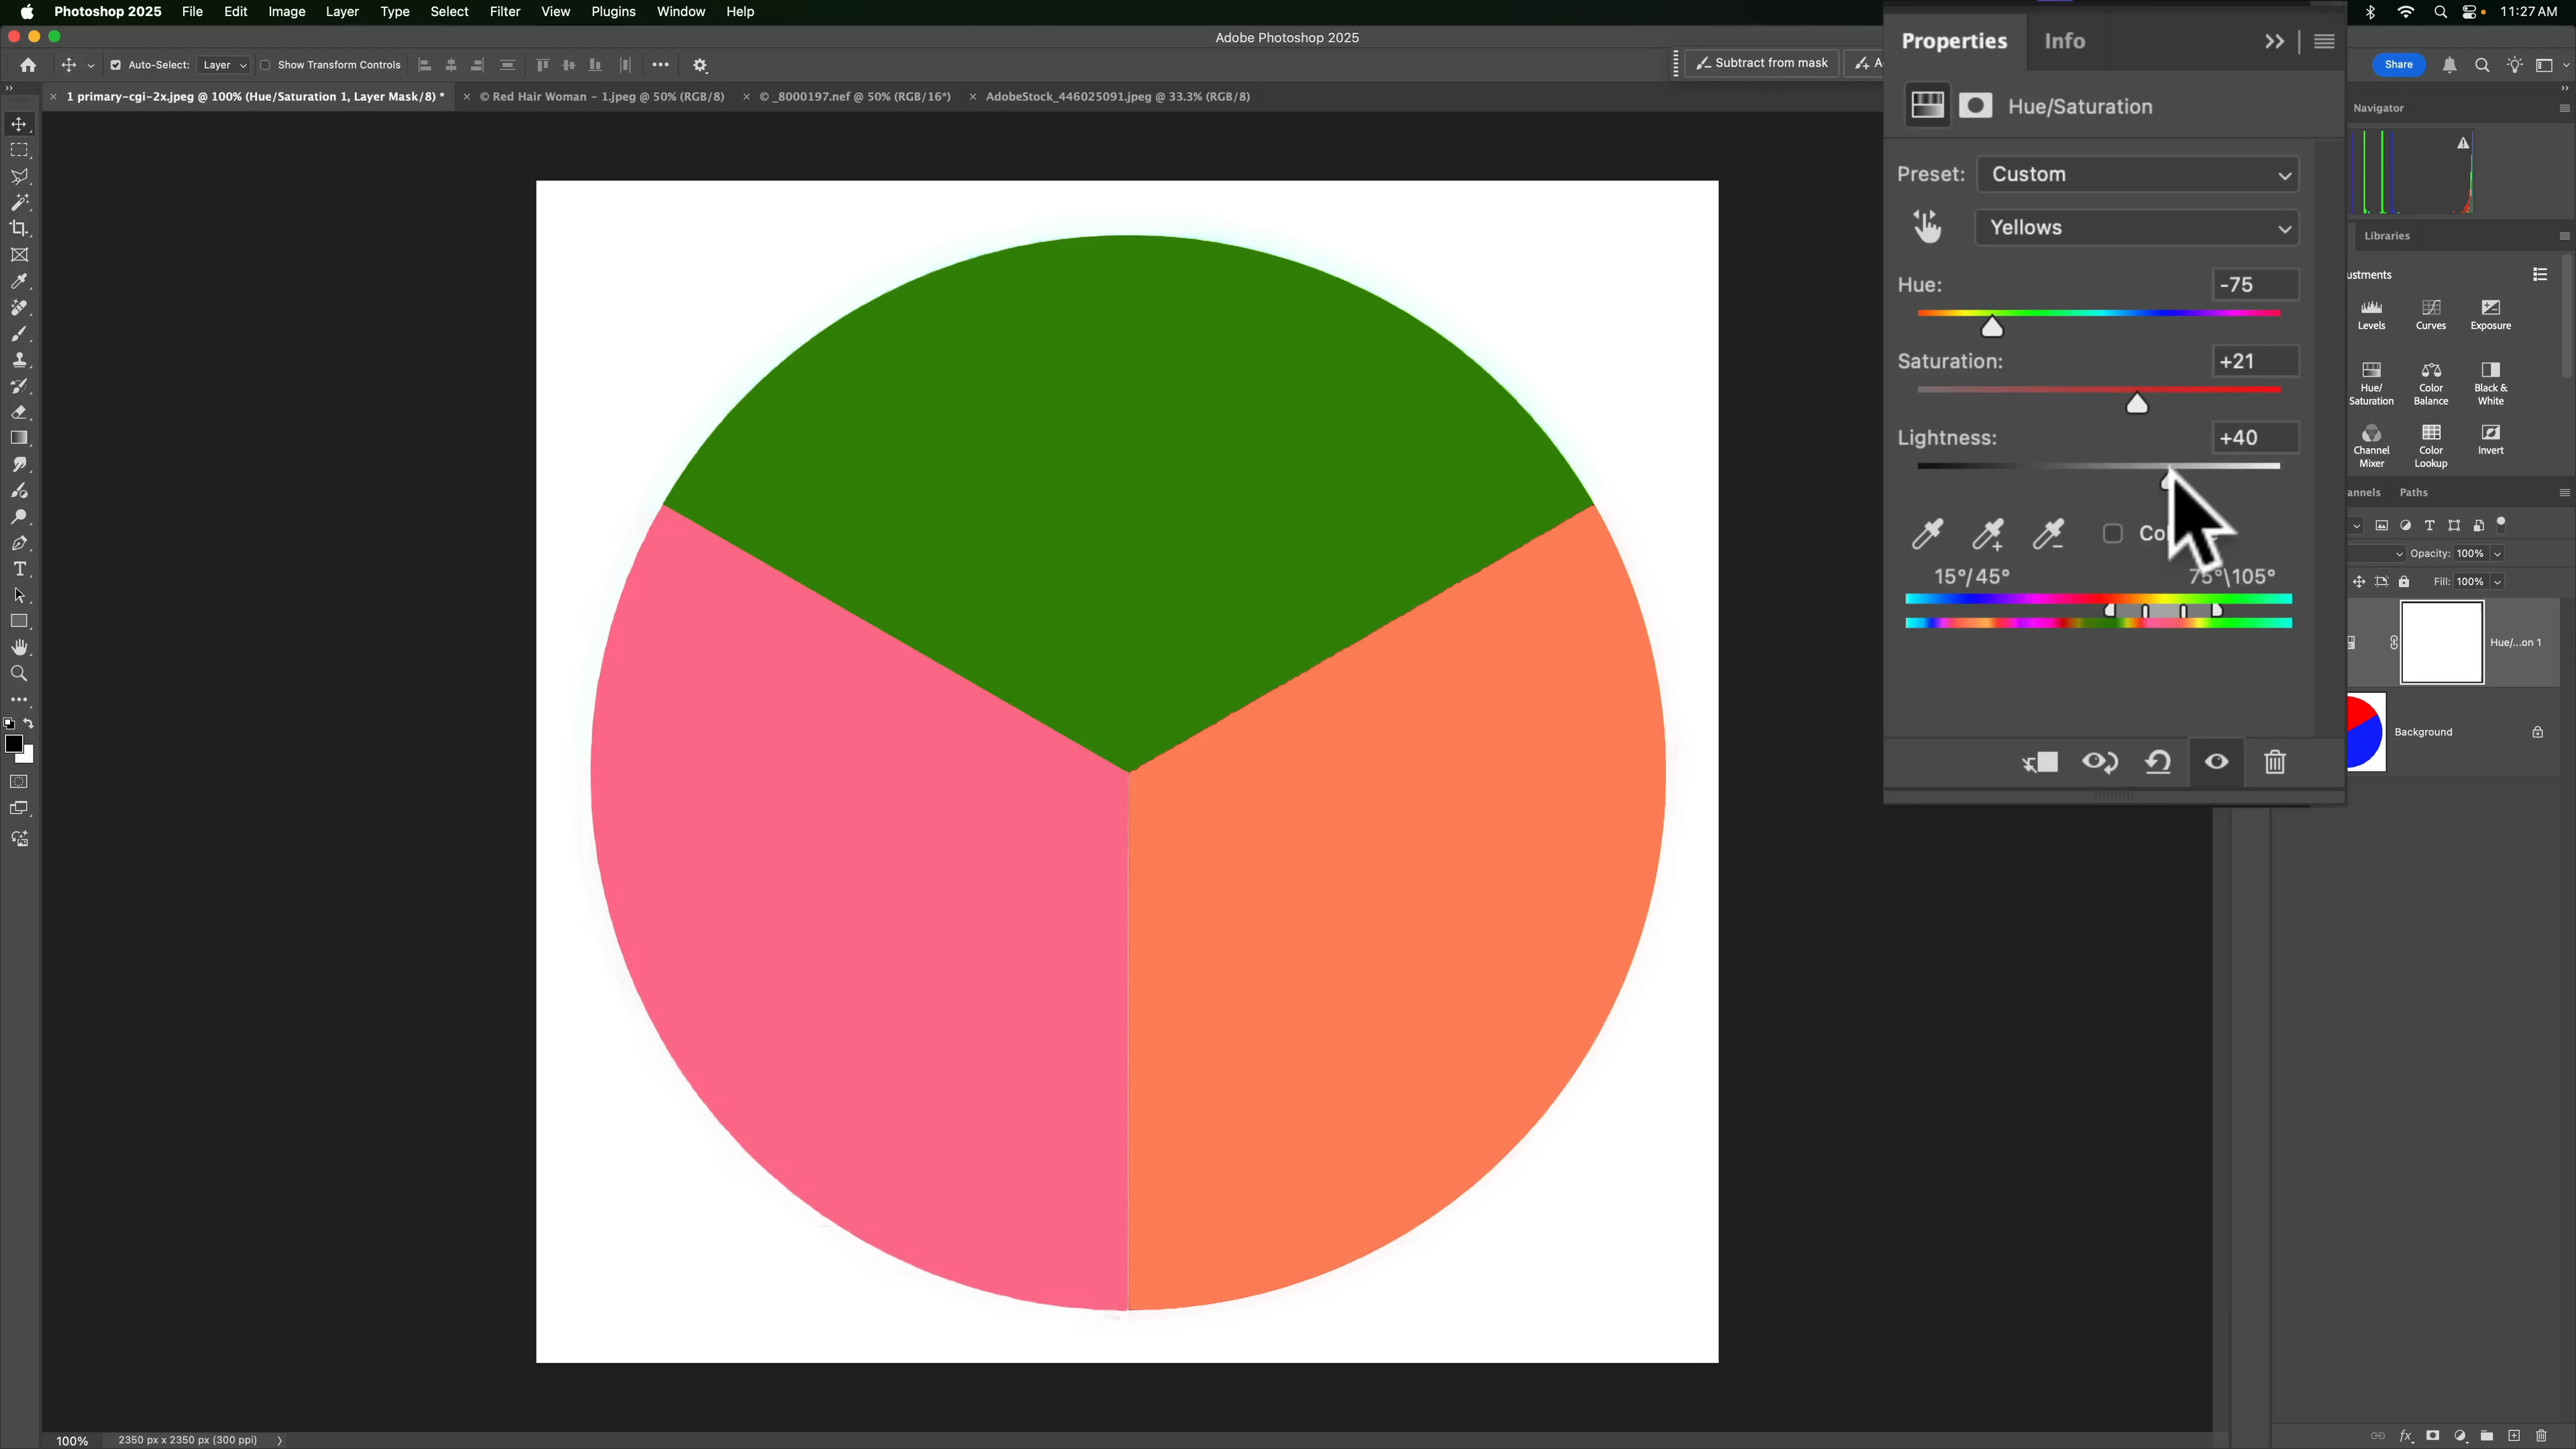 Photoshop 2025 File Edit Image Layer Type Select Filter View Plugins Window Help 11:27 AM
Adobe Photoshop 2025
Auto-Select: Layer Show Transform Controls Subtract from mask Share
1 primary-cgi-2x.jpeg @ 100% (Hue/Saturation 1, Layer Mask/8) * © Red Hair Woman - 1.jpeg @ 50% (RGB/8) © _8000197.nef @ 50% (RGB/16*) AdobeStock_446025091.jpeg @ 33.3% (RGB/8)
Properties Info
Hue/Saturation
Preset: Custom
Yellows
Hue: -75
Saturation: +21
Lightness: +40
15°/45° 75°\105°
Navigator
Libraries
ustments
Levels Curves Exposure
Hue/
Saturation
Color
Balance
Black &
White
Channel
Mixer
Color
Lookup
Invert
annels Paths
Opacity: 100%
Fill: 100%
Hue/...on 1
Background
100% 2350 px x 2350 px (300 ppi)